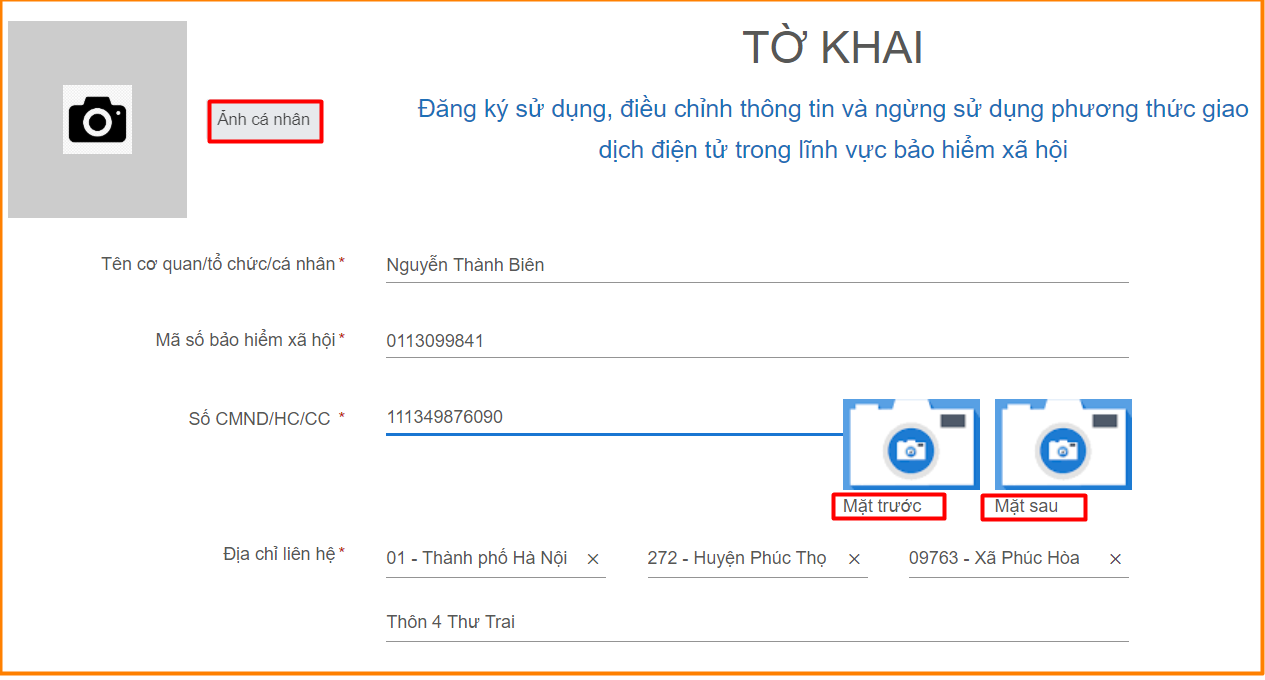 TỜ KHAI
Ảnh cá nhân
Đăng ký sử dụng, điều chỉnh thông tin và ngừng sử dụng phương thức giao
dịch điện tử trong lĩnh vực bảo hiểm xã hội
Tên cơ quan/tổ chức/cá nhân* Nguyễn Thành Biên
Mã số bảo hiểm xã hội* 0113099841
Số CMND/HC/CC * 111349876090
Mặt trước Mặt sau
Địa chỉ liên hệ* 01 - Thành phố Hà Nội × 272 - Huyện Phúc Thọ × 09763 - Xã Phúc Hòa ×
Thôn 4 Thư Trai